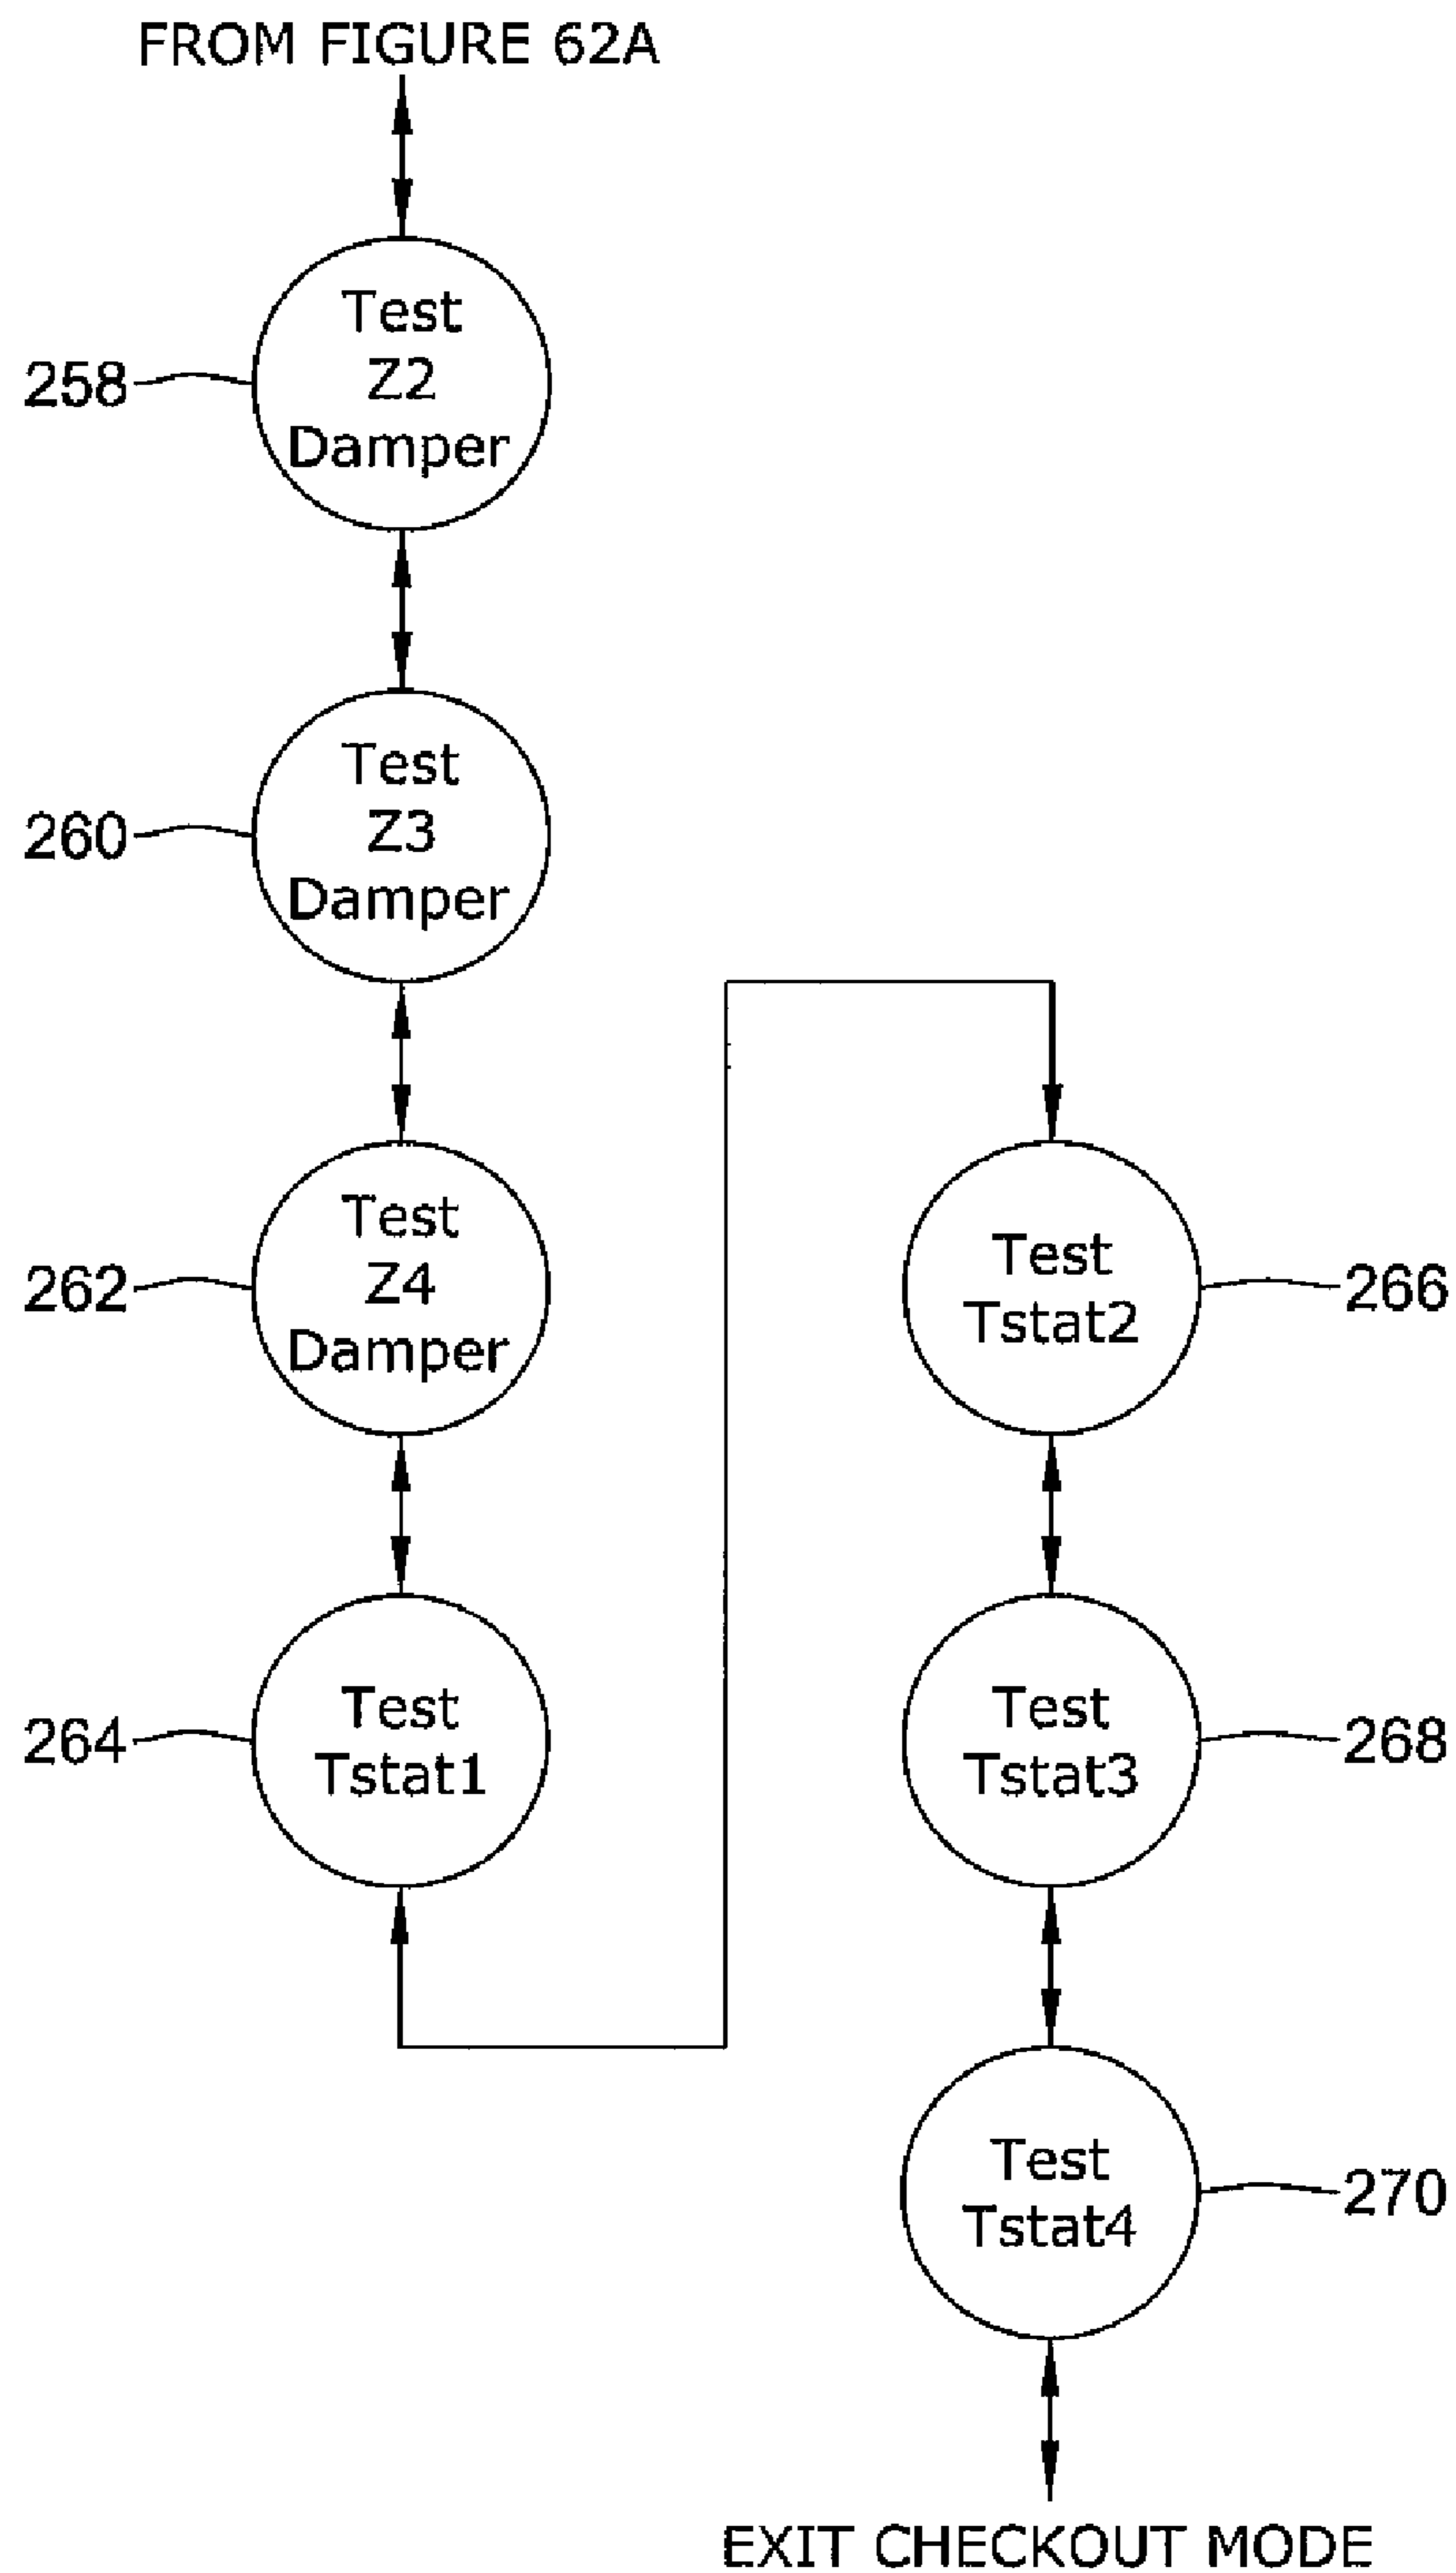 FROM FIGURE 62A
Test
Z2
Damper
258
Test
Z3
Damper
260
Test
Z4
Damper
262
Test
Tstat1
264
Test
Tstat2
266
Test
Tstat3
268
Test
Tstat4
270
EXIT CHECKOUT MODE